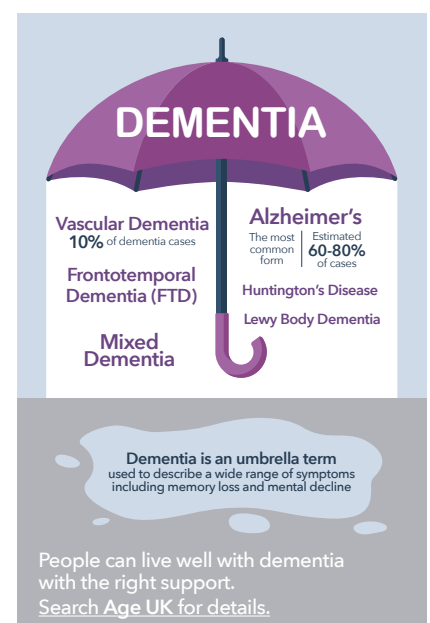 DEMENTIA
Vascular Dementia
10% of dementia cases
Frontotemporal
Dementia (FTD)
Mixed
Dementia
Alzheimer's
The most
common
form
Estimated
60-80%
of cases
Huntington's Disease
Lewy Body Dementia
Dementia is an umbrella term
used to describe a wide range of symptoms
including memory loss and mental decline
People can live well with dementia
with the right support.
Search Age UK for details.